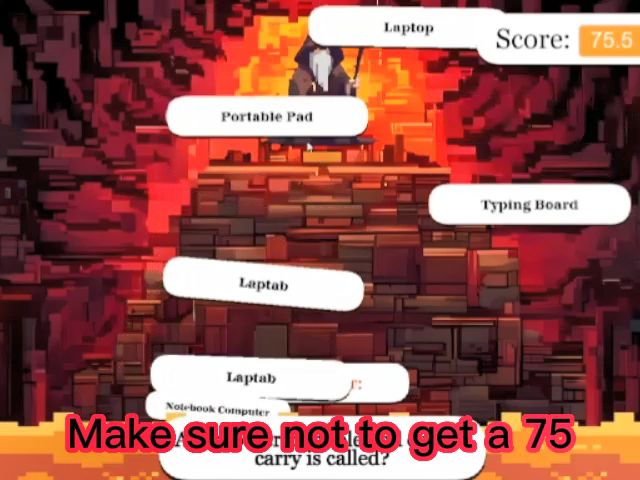 Laptop
Score: 75.5
Portable Pad
Typing Board
Laptab
Laptab
Notebook Computer
Make sure not to get a 75
carry is called?